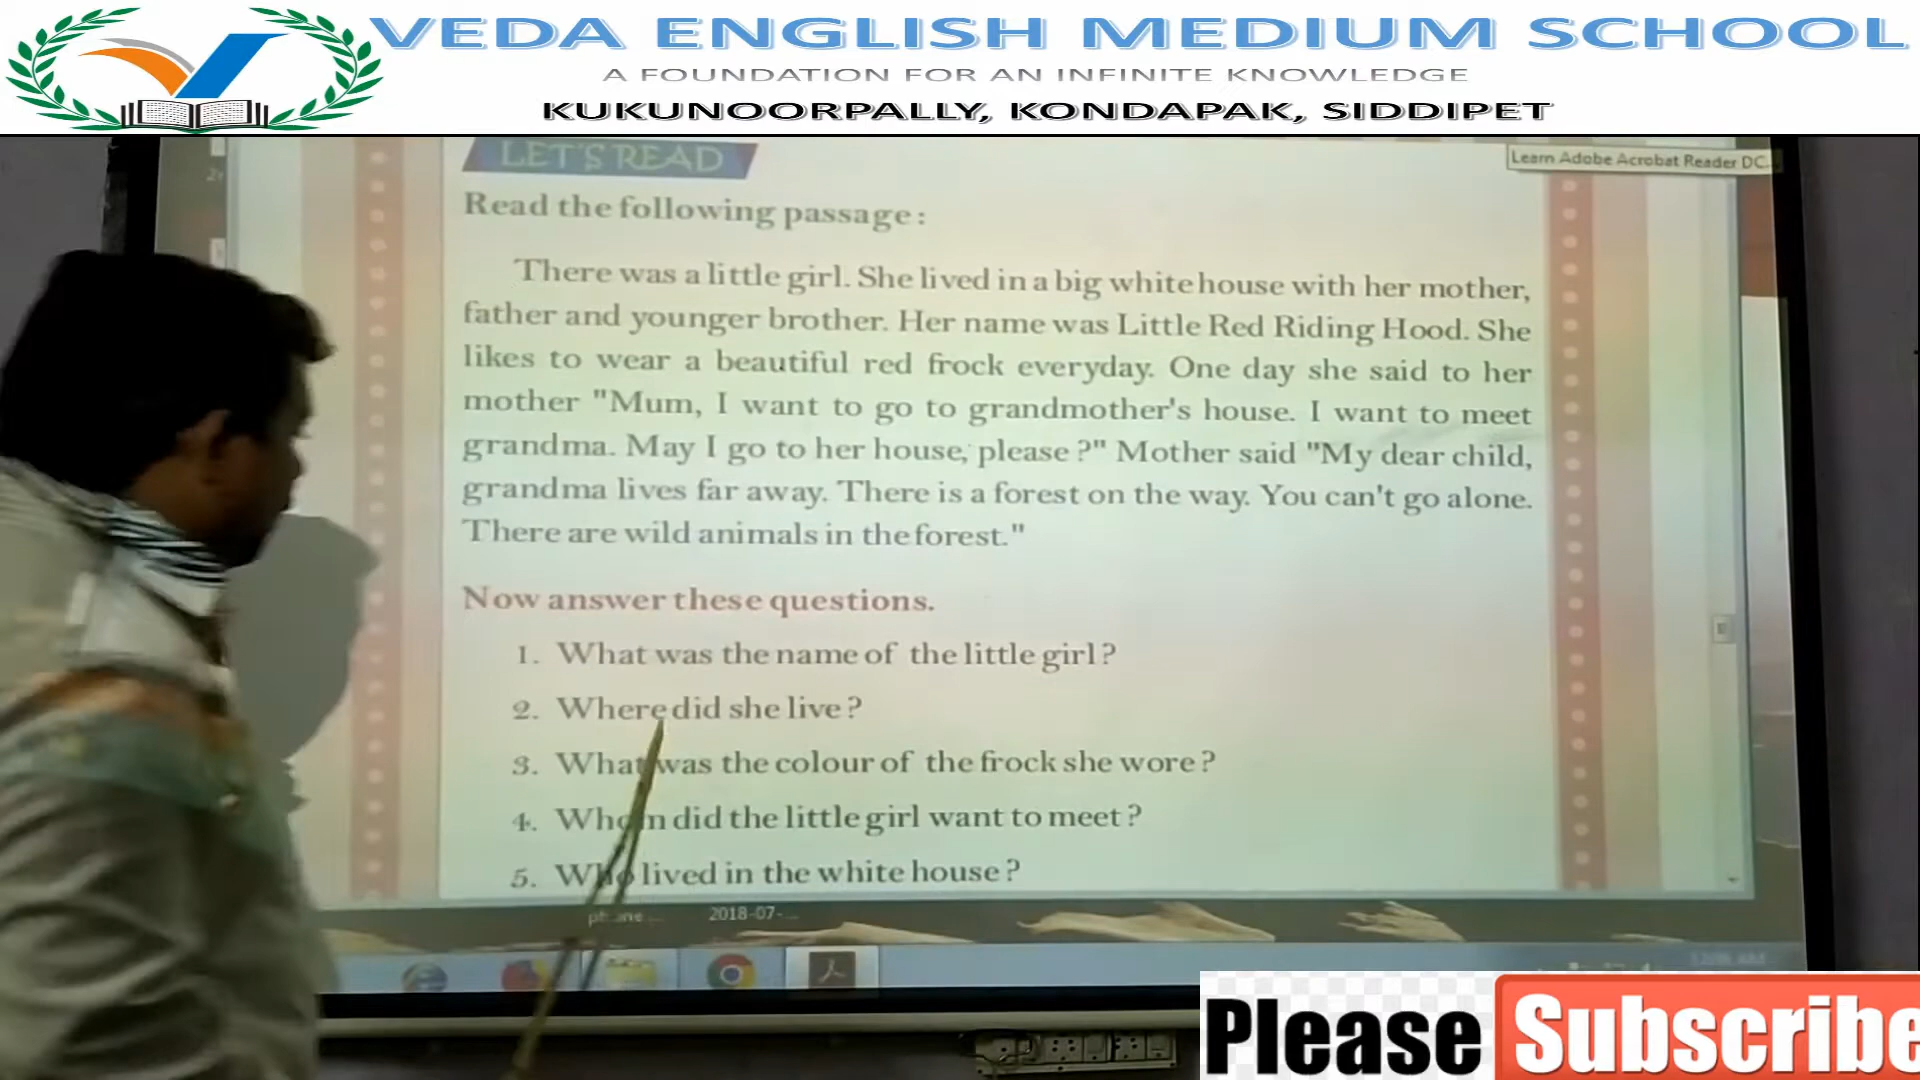 VEDA ENGLISH MEDIUM SCHOOL
A FOUNDATION FOR AN INFINITE KNOWLEDGE
KUKUNOORPALLY, KONDAPAK, SIDDIPET
LET'S READ
Learn Adobe Acrobat Reader DC.
Read the following passage :
There was a little girl. She lived in a big white house with her mother,
father and younger brother. Her name was Little Red Riding Hood. She
likes to wear a beautiful red frock everyday. One day she said to her
mother "Mum, I want to go to grandmother's house. I want to meet
grandma. May I go to her house, please ?" Mother said "My dear child,
grandma lives far away. There is a forest on the way. You can't go alone.
There are wild animals in the forest."
Now answer these questions.
1. What was the name of the little girl ?
2. Where did she live ?
3. What was the colour of the frock she wore ?
4. Whom did the little girl want to meet ?
5. Who lived in the white house ?
2018-07-...
Please Subscribe